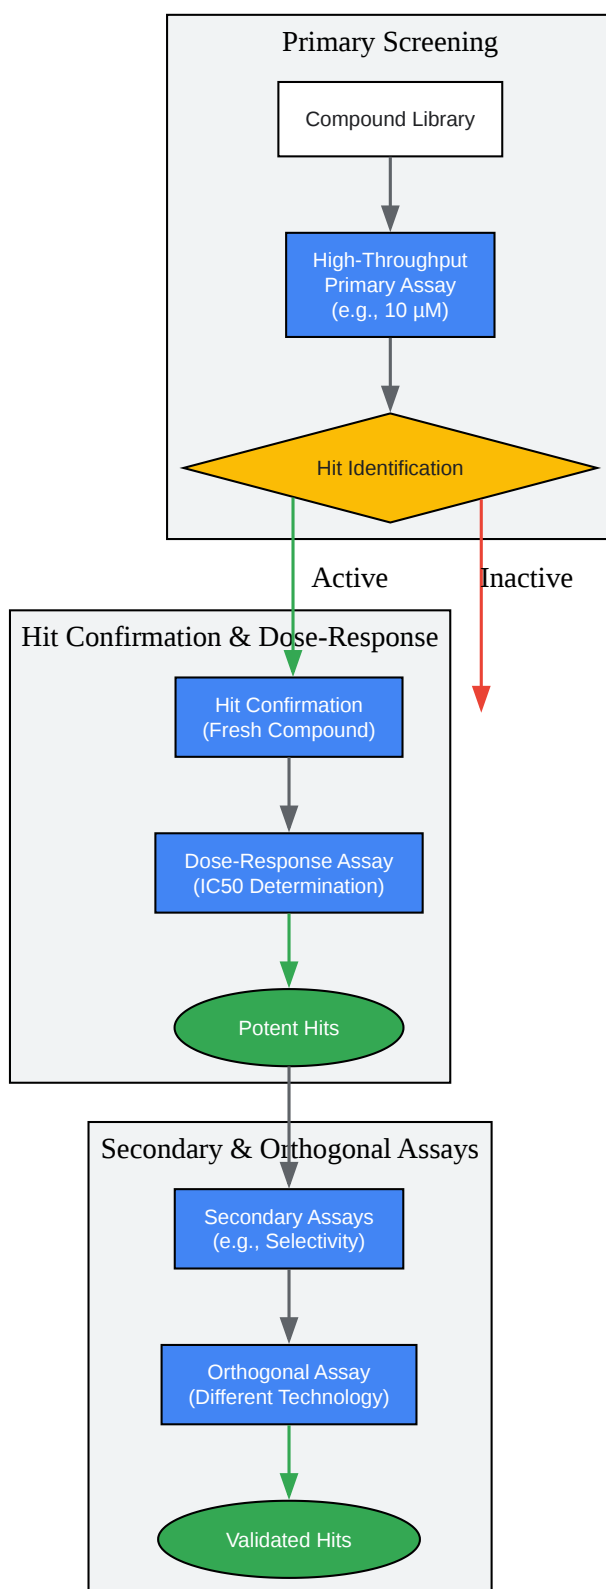 Primary Screening
Compound Library
High-Throughput
Primary Assay
(e.g., 10 µM)
Hit Identification
Active
Inactive
Hit Confirmation & Dose-Response
Hit Confirmation
(Fresh Compound)
Dose-Response Assay
(IC50 Determination)
Potent Hits
Secondary & Orthogonal Assays
Secondary Assays
(e.g., Selectivity)
Orthogonal Assay
(Different Technology)
Validated Hits